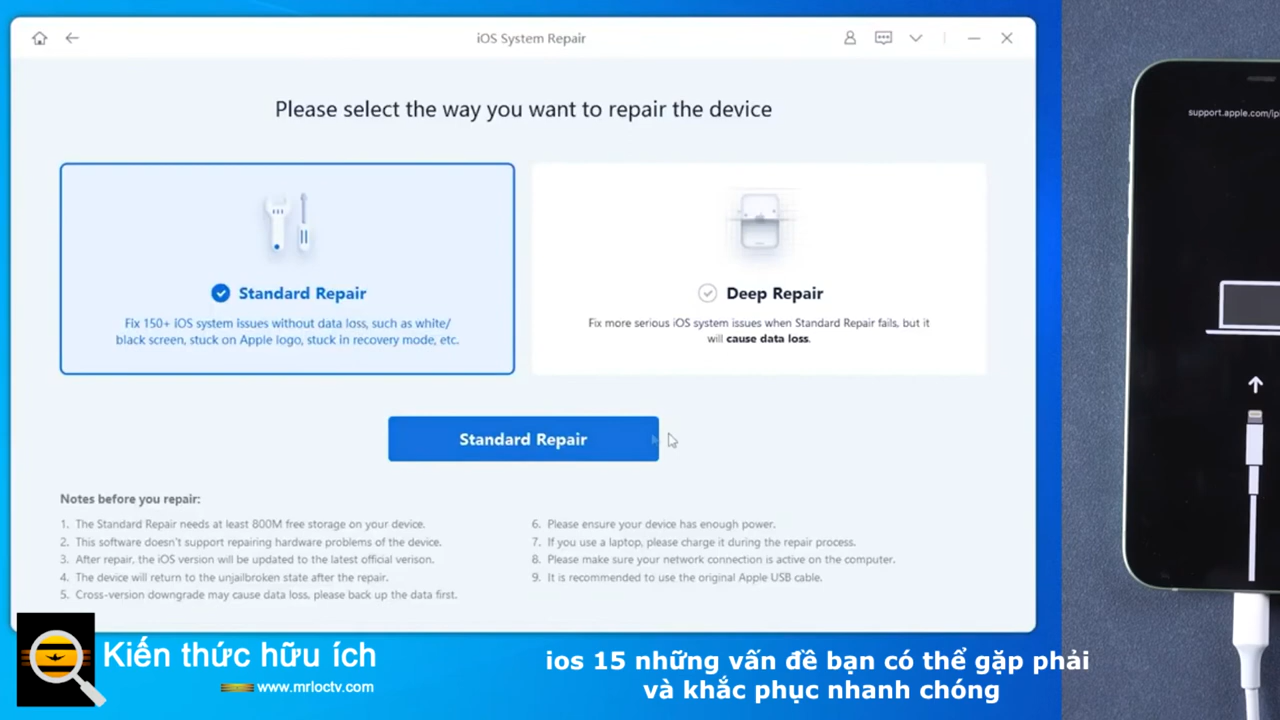 iOS System Repair
Please select the way you want to repair the device
Standard Repair
Fix 150+ iOS system issues without data loss, such as white/
black screen, stuck on Apple logo, stuck in recovery mode, etc.
Deep Repair
Fix more serious iOS system issues when Standard Repair fails, but it
will cause data loss.
Standard Repair
Notes before you repair:
1. The Standard Repair needs at least 800M free storage on your device.
2. This software doesn't support repairing hardware problems of the device.
3. After repair, the iOS version will be updated to the latest official verison.
4. The device will return to the unjailbroken state after the repair.
5. Cross-version downgrade may cause data loss, please back up the data first.
6. Please ensure your device has enough power.
7. If you use a laptop, please charge it during the repair process.
8. Please make sure your network connection is active on the computer.
9. It is recommended to use the original Apple USB cable.
support.apple.com/ip
Kiến thức hữu ích
www.mrloctv.com
ios 15 những vấn đề bạn có thể gặp phải
và khắc phục nhanh chóng